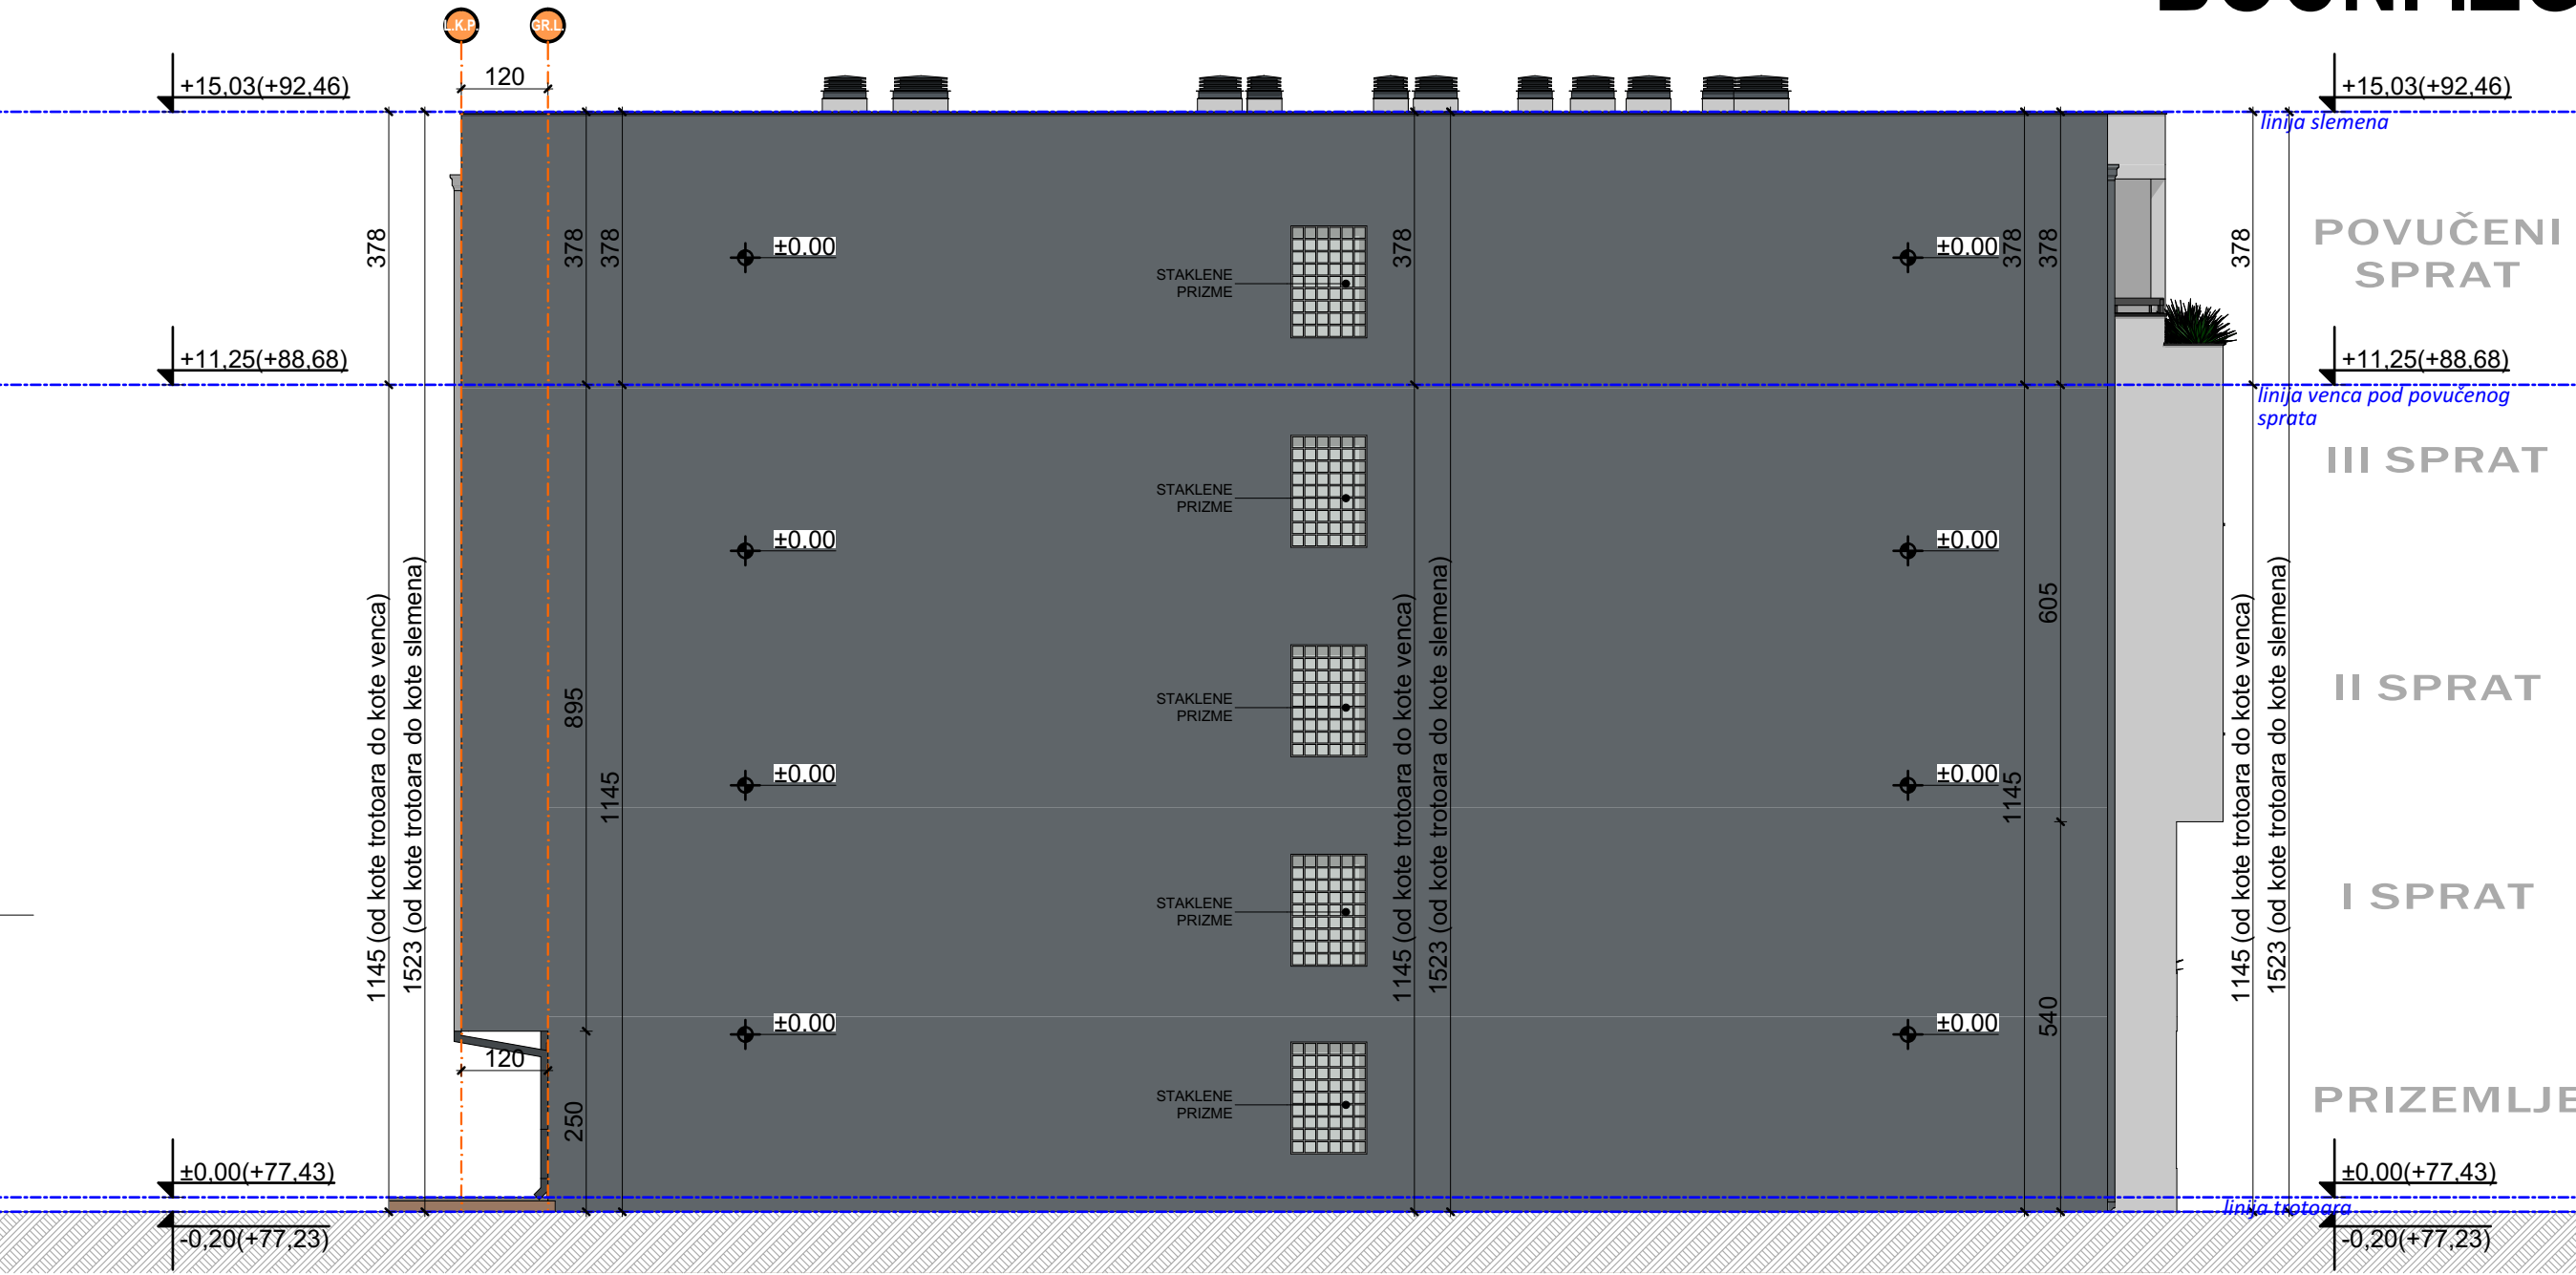 L.K.P.
GR.L.
120
+15,03(+92,46)
+15,03(+92,46)
linija slemena
378
378
378
378
378
378
378
±0.00
±0.00
STAKLENE
PRIZME
POVUČENI
SPRAT
+11,25(+88,68)
+11,25(+88,68)
linija venca pod povučenog
sprata
III SPRAT
STAKLENE
PRIZME
±0.00
±0.00
1145 (od kote trotoara do kote venca)
1523 (od kote trotoara do kote slemena)
895
1145
1145 (od kote trotoara do kote venca)
1523 (od kote trotoara do kote slemena)
1145
605
1145 (od kote trotoara do kote venca)
1523 (od kote trotoara do kote slemena)
STAKLENE
PRIZME
II SPRAT
±0.00
±0.00
STAKLENE
PRIZME
I SPRAT
±0.00
±0.00
540
120
250
STAKLENE
PRIZME
PRIZEMLJE
±0,00(+77,43)
±0,00(+77,43)
linija trotoara
-0,20(+77,23)
-0,20(+77,23)